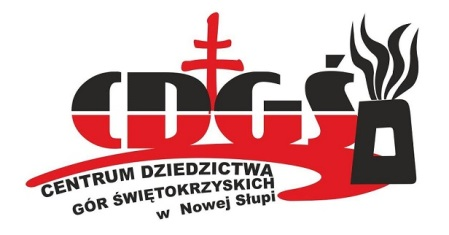 CDGŚ
CENTRUM DZIEDZICTWA
GÓR ŚWIĘTOKRZYSKICH
w Nowej Słupi